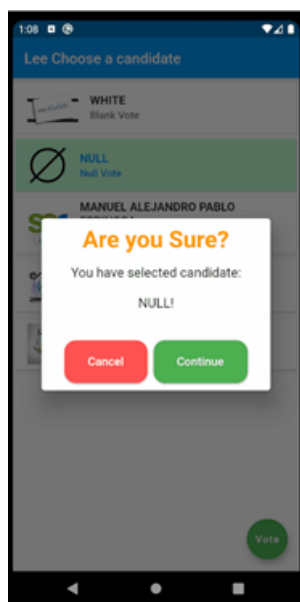 1:08
Lee Choose a candidate
WHITE
Blank Vote
NULL
Null Vote
MANUEL ALEJANDRO PABLO
Are you Sure?
You have selected candidate:
NULL!
Cancel
Continue
Vote